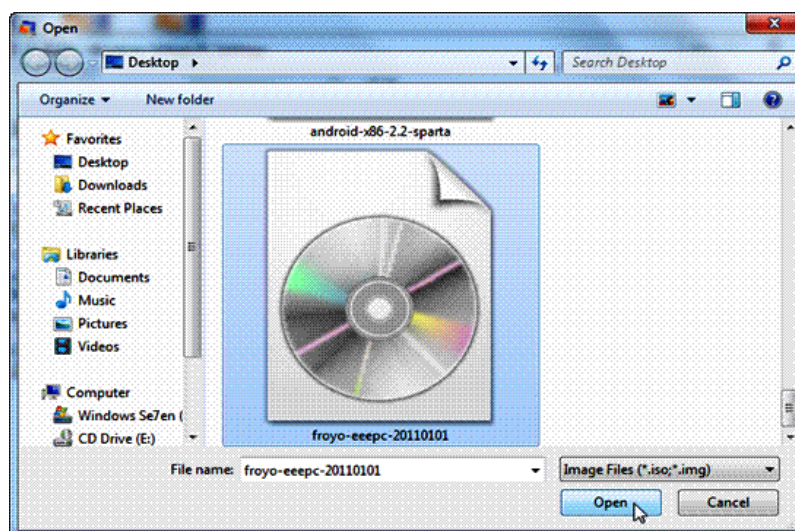 Open
Desktop
Search Desktop
Organize
New folder
Favorites
Desktop
Downloads
Recent Places
Libraries
Documents
Music
Pictures
Videos
Computer
Windows Se7en (
CD Drive (E:)
android-x86-2.2-sparta
froyo-eeepc-20110101
File name: froyo-eeepc-20110101
Image Files (*.iso;*.img)
Open
Cancel